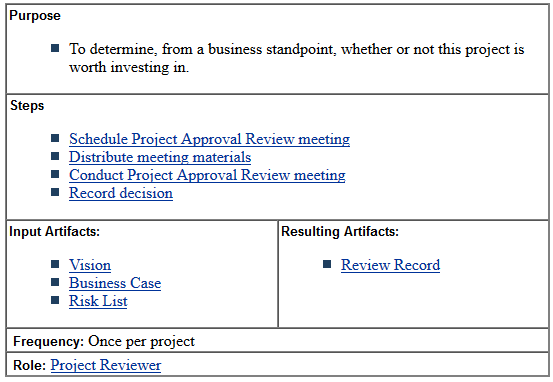 Purpose
To determine, from a business standpoint, whether or not this project is
worth investing in.
Steps
Schedule Project Approval Review meeting
Distribute meeting materials
Conduct Project Approval Review meeting
Record decision
Input Artifacts:
Vision
Business Case
Risk List
Resulting Artifacts:
Review Record
Frequency: Once per project
Role: Project Reviewer